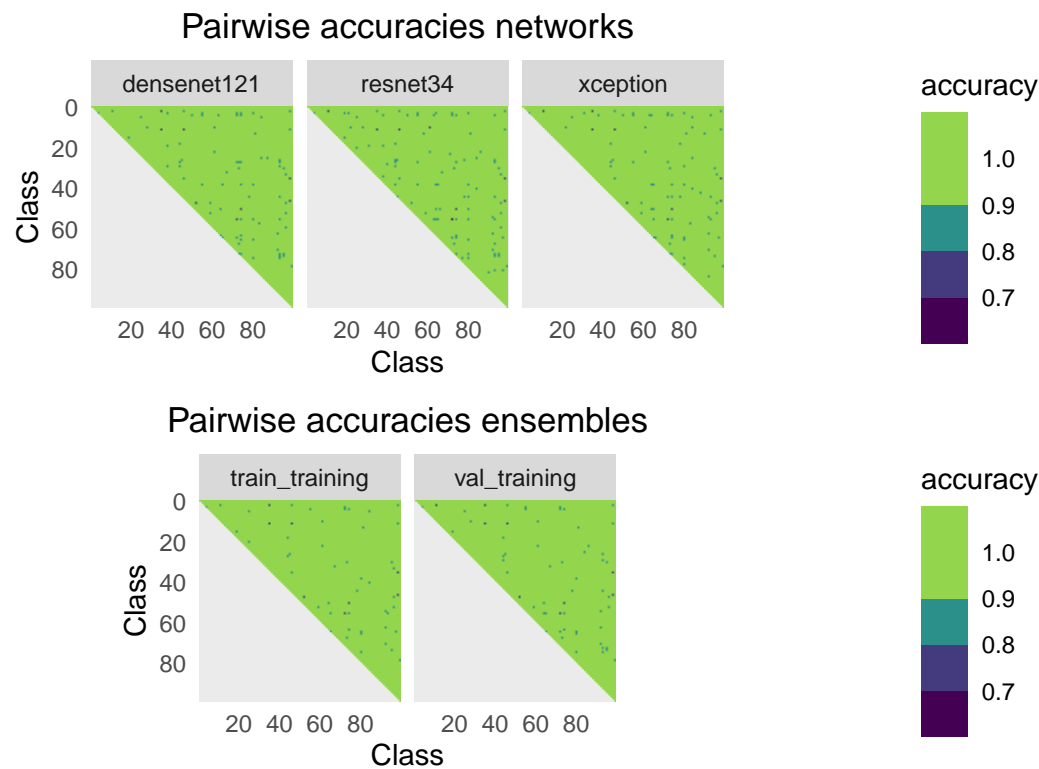 Pairwise accuracies networks
densenet121 resnet34 xception
accuracy
0
20
40
60
80
Class
20 40 60 80 20 40 60 80 20 40 60 80
Class
1.0
0.9
0.8
0.7
Pairwise accuracies ensembles
train_training val_training
accuracy
0
20
40
60
80
Class
20 40 60 80 20 40 60 80
Class
1.0
0.9
0.8
0.7